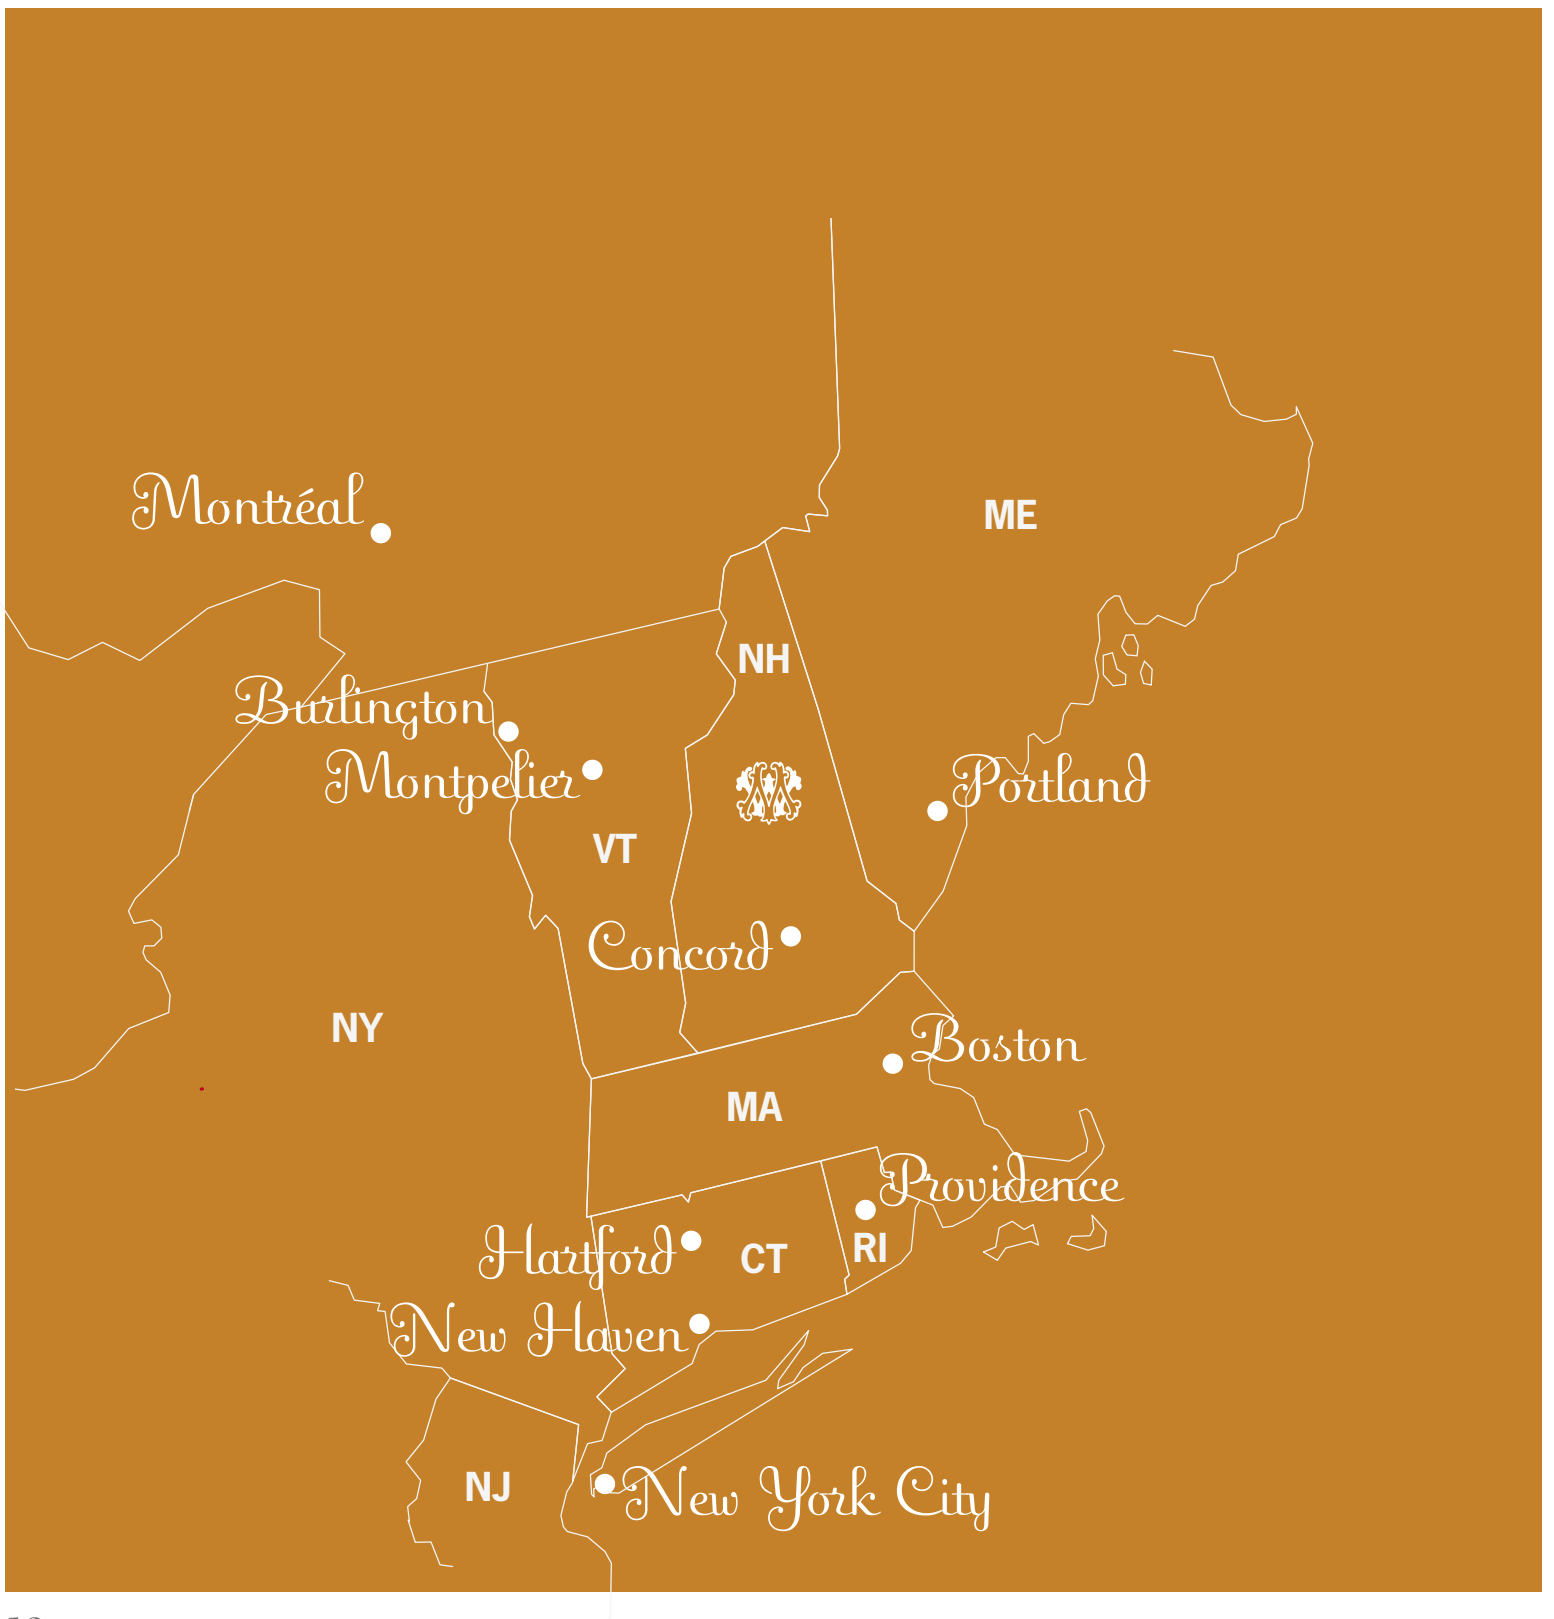 Montréal
ME
NH
Burlington
Montpelier
Portland
VT
Concord
NY
Boston
MA
Providence
Hartford
CT
RI
New Haven
NJ
New York City